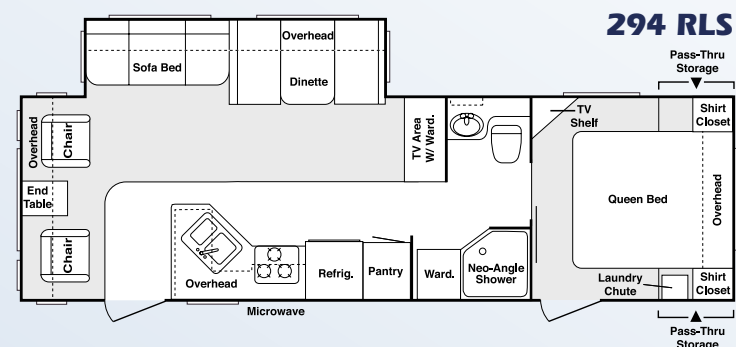 294 RLS
Pass-Thru
Storage
Overhead
Sofa Bed
Dinette
TV
Shelf
Shirt
Closet
Overhead
Chair
TV Area
W/ Ward.
End
Table
Queen Bed
Overhead
Chair
Overhead
Refrig.
Pantry
Ward.
Neo-Angle
Shower
Laundry
Chute
Shirt
Closet
Microwave
Pass-Thru
Storage